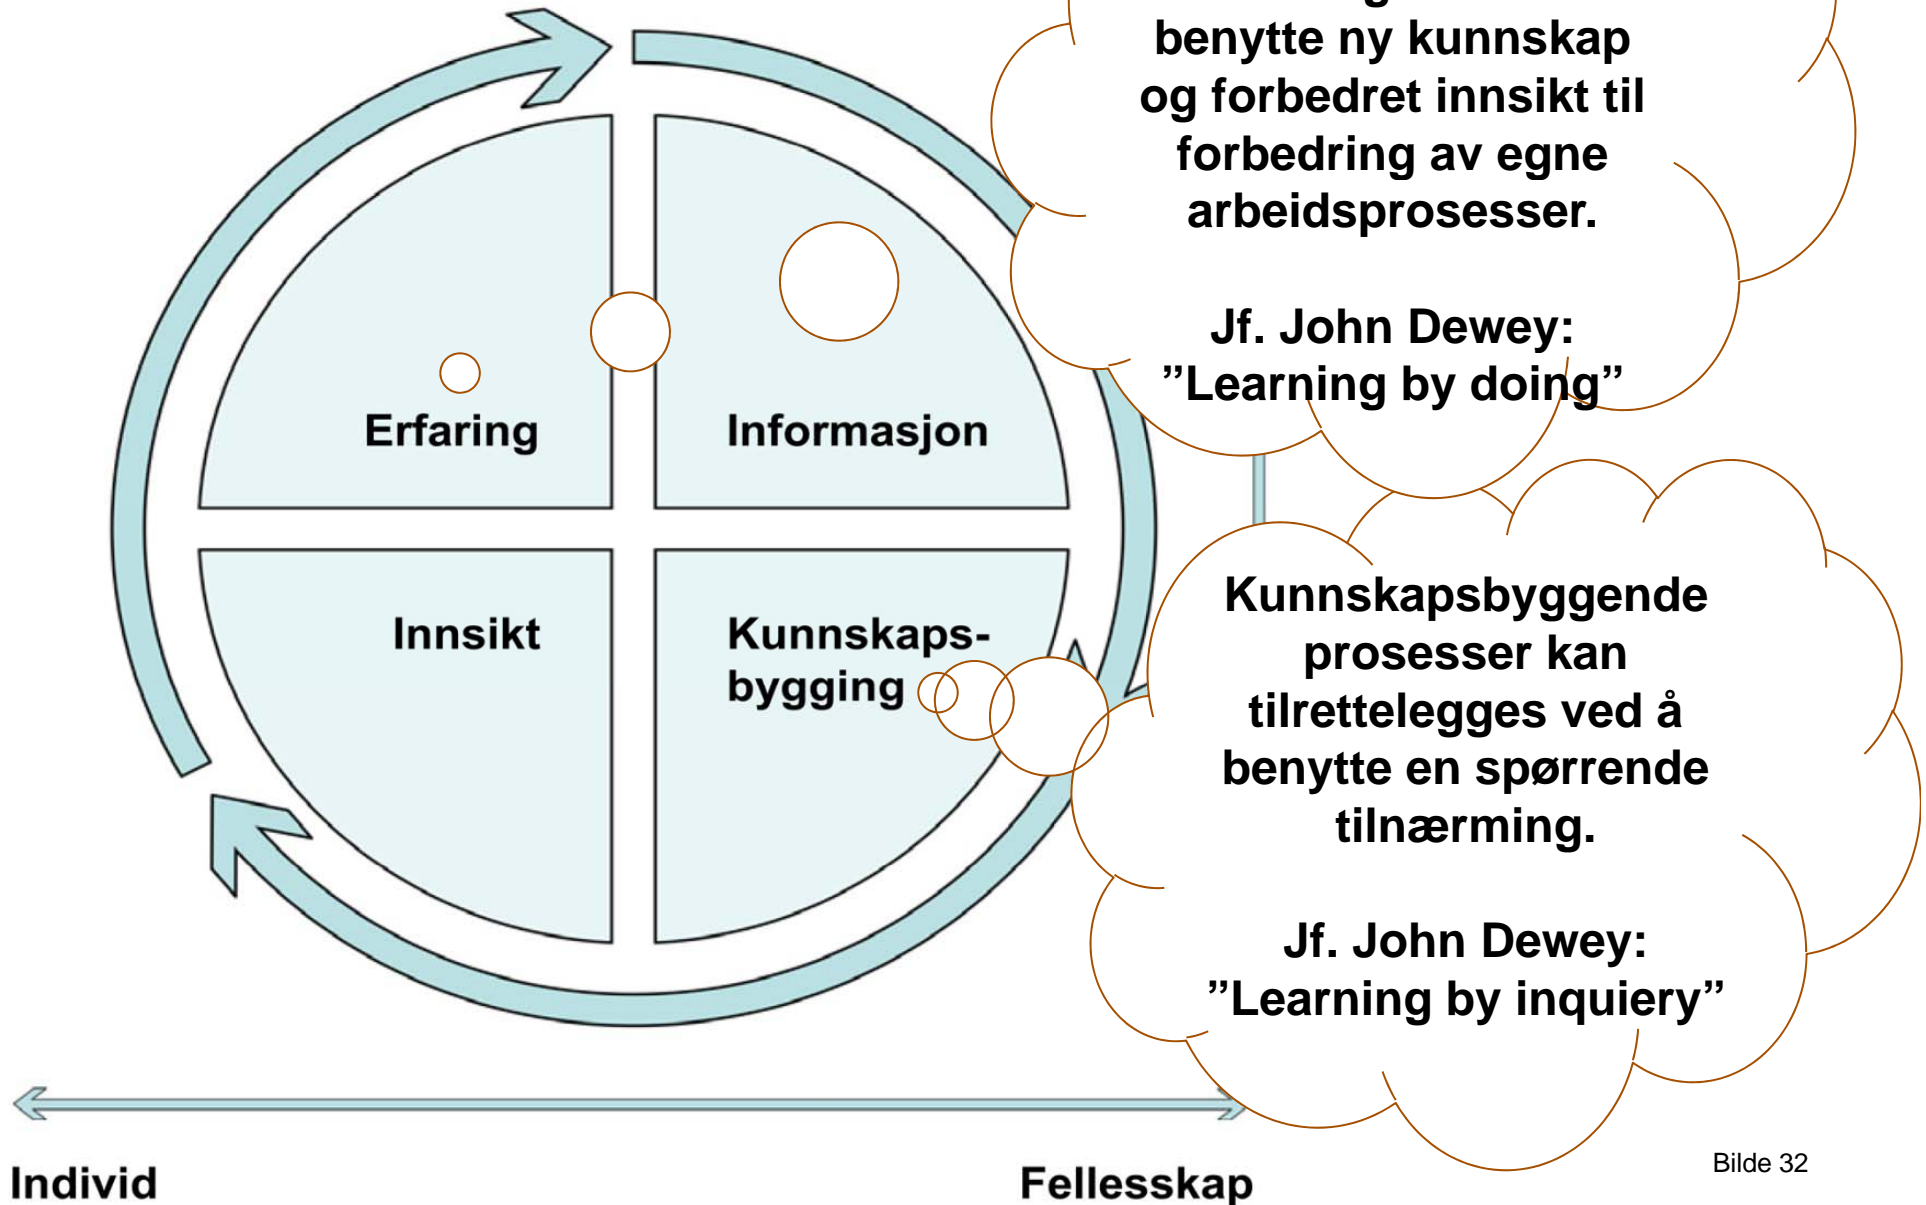 benytte ny kunnskap
og forbedret innsikt til
forbedring av egne
arbeidsprosesser.
Jf. John Dewey:
”Learning by doing”
Erfaring
Informasjon
Innsikt
Kunnskaps-
bygging
Kunnskapsbyggende
prosesser kan
tilrettelegges ved å
benytte en spørrende
tilnærming.
Jf. John Dewey:
”Learning by inquiery”
Individ
Fellesskap
Bilde 32